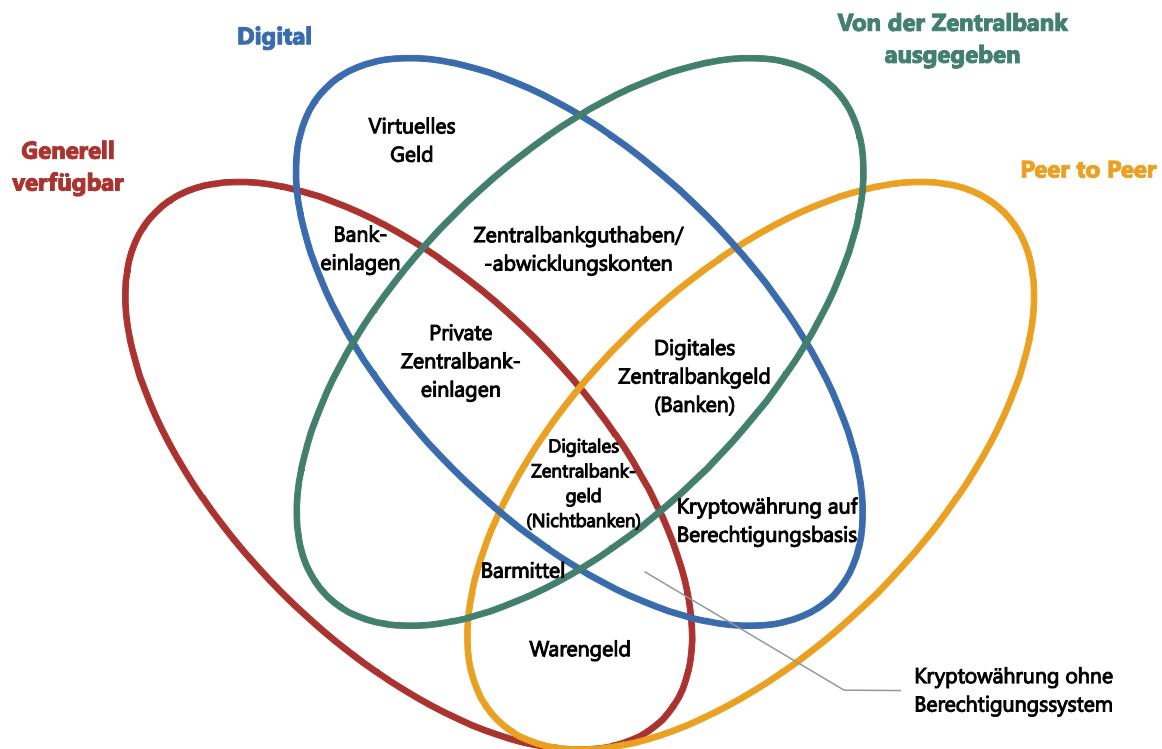 Digital
Von der Zentralbank
ausgegeben
Generell
verfügbar
Peer to Peer
Virtuelles
Geld
Bank-
einlagen
Zentralbankguthaben/
-abwicklungskonten
Private
Zentralbank-
einlagen
Digitales
Zentralbankgeld
(Banken)
Digitales
Zentralbank-
geld
(Nichtbanken)
Kryptowährung auf
Berechtigungsbasis
Barmittel
Warengeld
Kryptowährung ohne
Berechtigungssystem